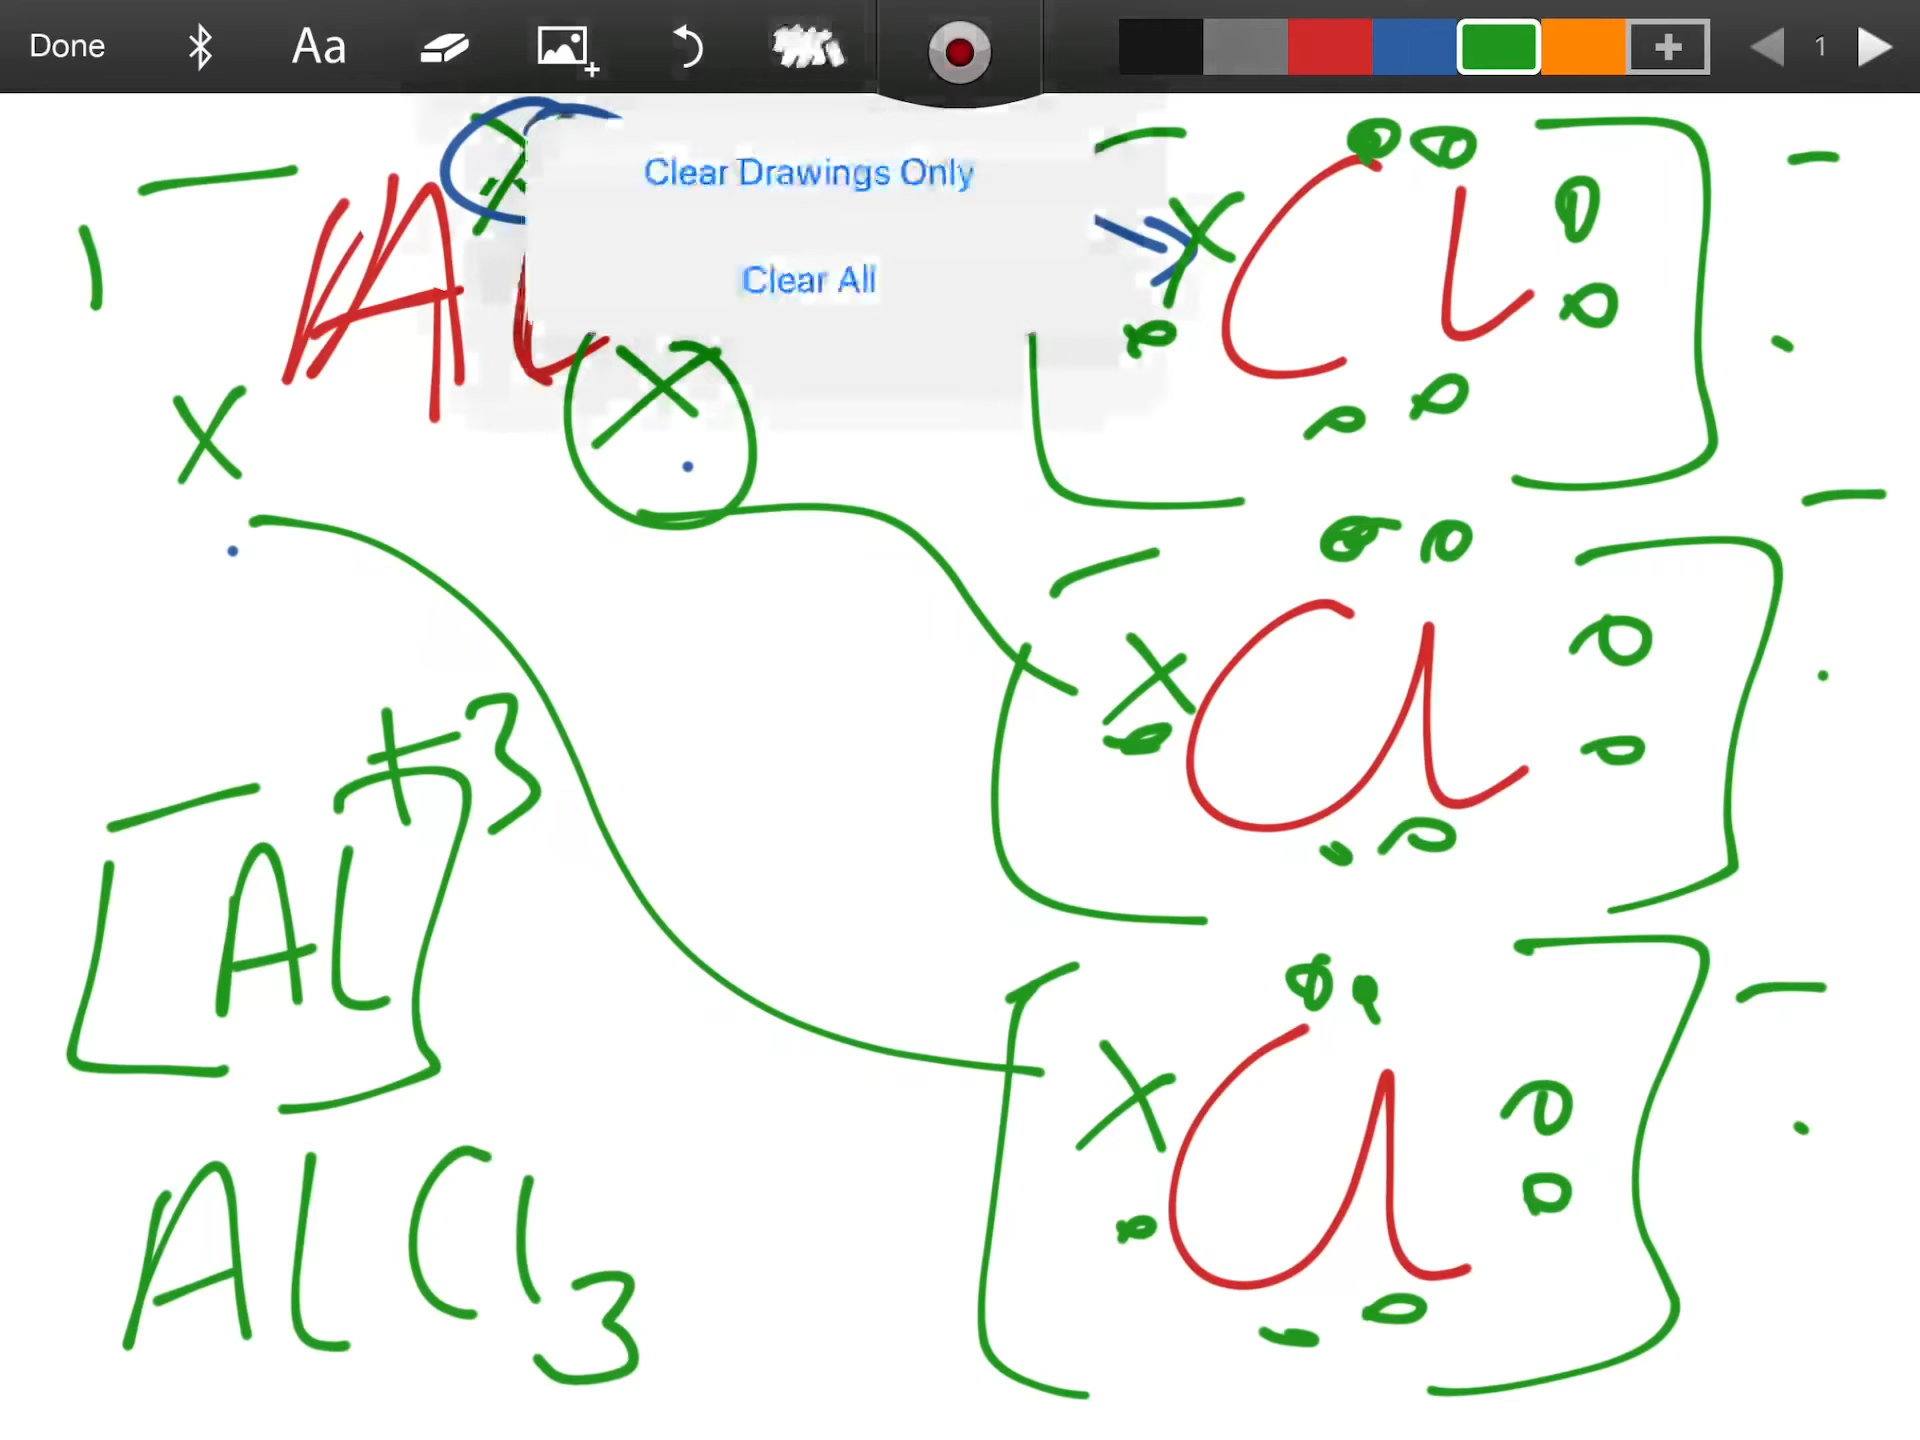 Done Aa 1
Clear Drawings Only
Clear All
Al
x
x
x
x Cl -
x Cl -
x Cl -
[Al]+3
AlCl3